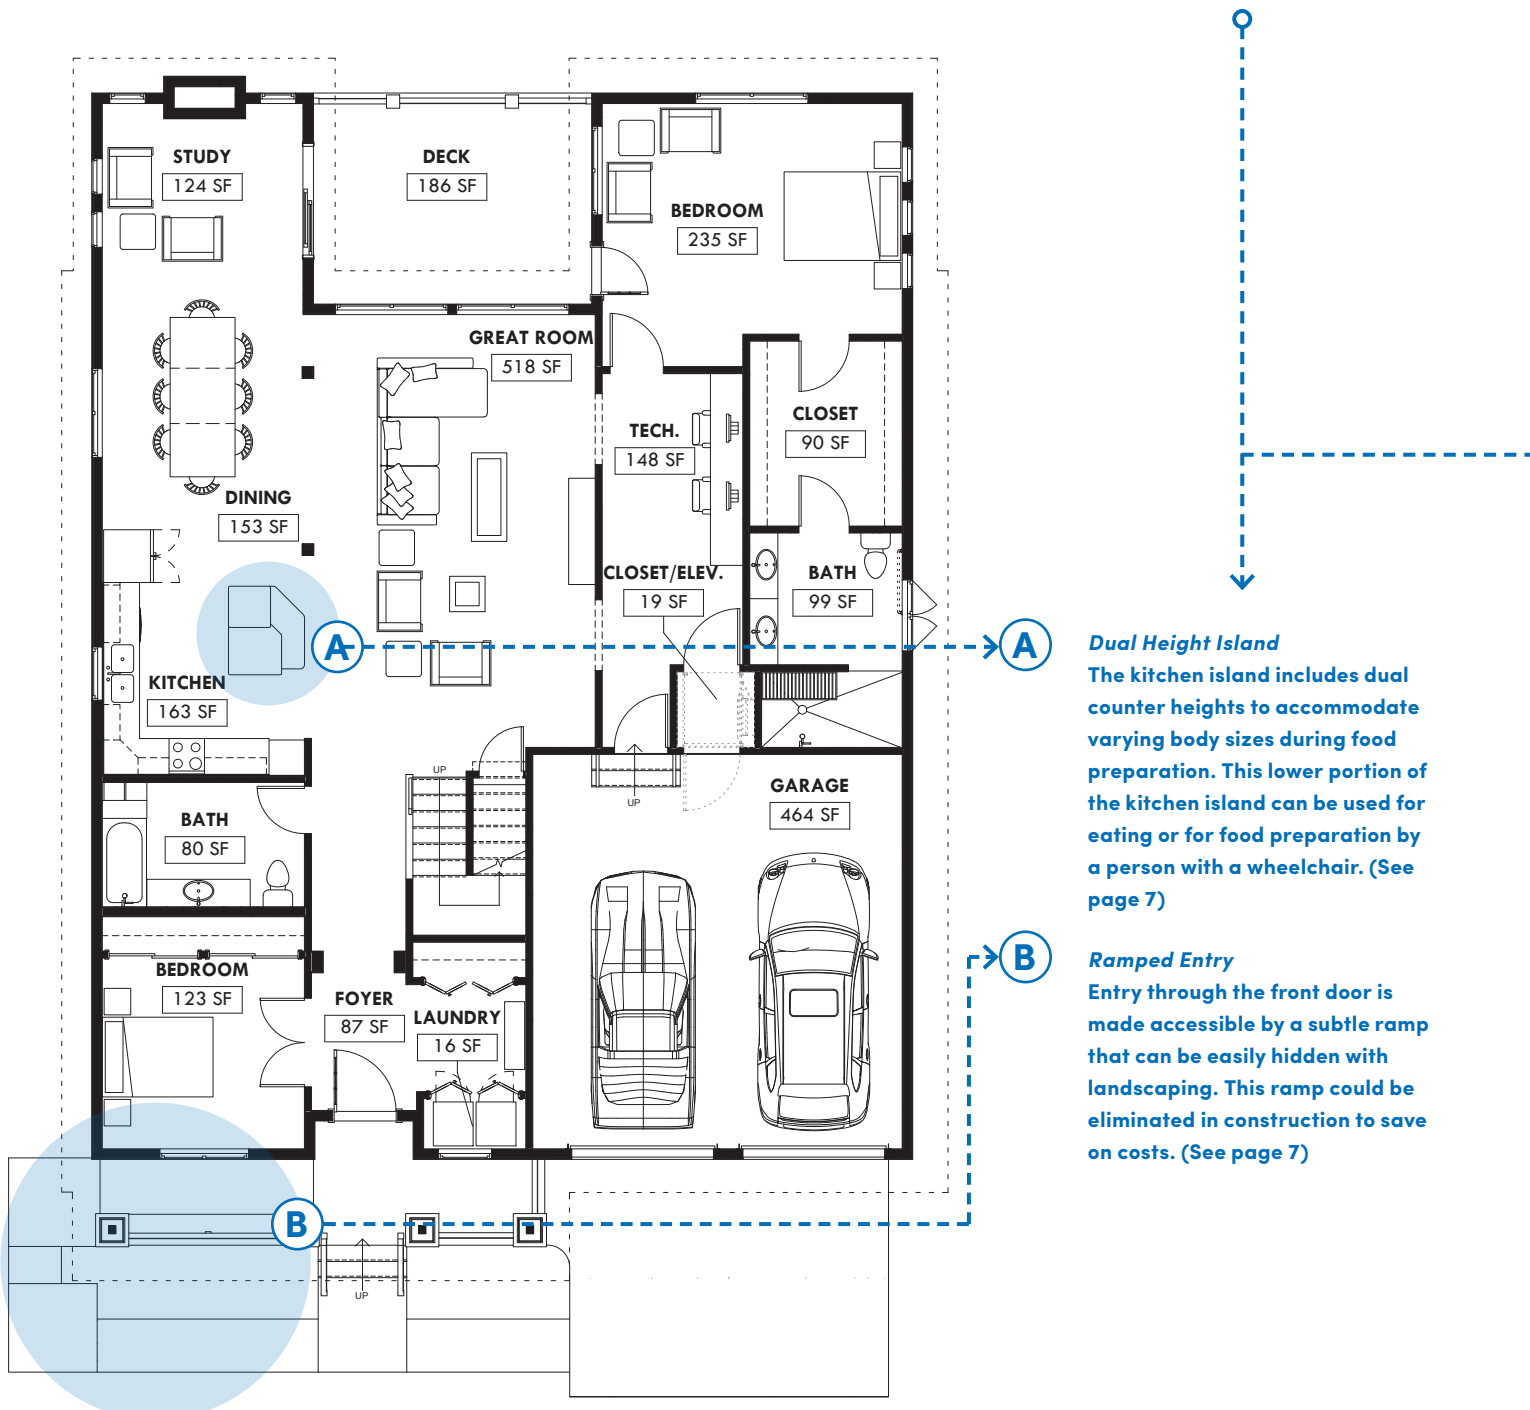 STUDY
124 SF
DECK
186 SF
BEDROOM
235 SF
GREAT ROOM
518 SF
TECH.
148 SF
CLOSET
90 SF
DINING
153 SF
CLOSET/ELEV.
19 SF
BATH
99 SF
A
A
KITCHEN
163 SF
UP
UP
GARAGE
464 SF
BATH
80 SF
BEDROOM
123 SF
FOYER
87 SF
LAUNDRY
16 SF
B
B
UP
Dual Height Island
The kitchen island includes dual
counter heights to accommodate
varying body sizes during food
preparation. This lower portion of
the kitchen island can be used for
eating or for food preparation by
a person with a wheelchair. (See
page 7)
Ramped Entry
Entry through the front door is
made accessible by a subtle ramp
that can be easily hidden with
landscaping. This ramp could be
eliminated in construction to save
on costs. (See page 7)